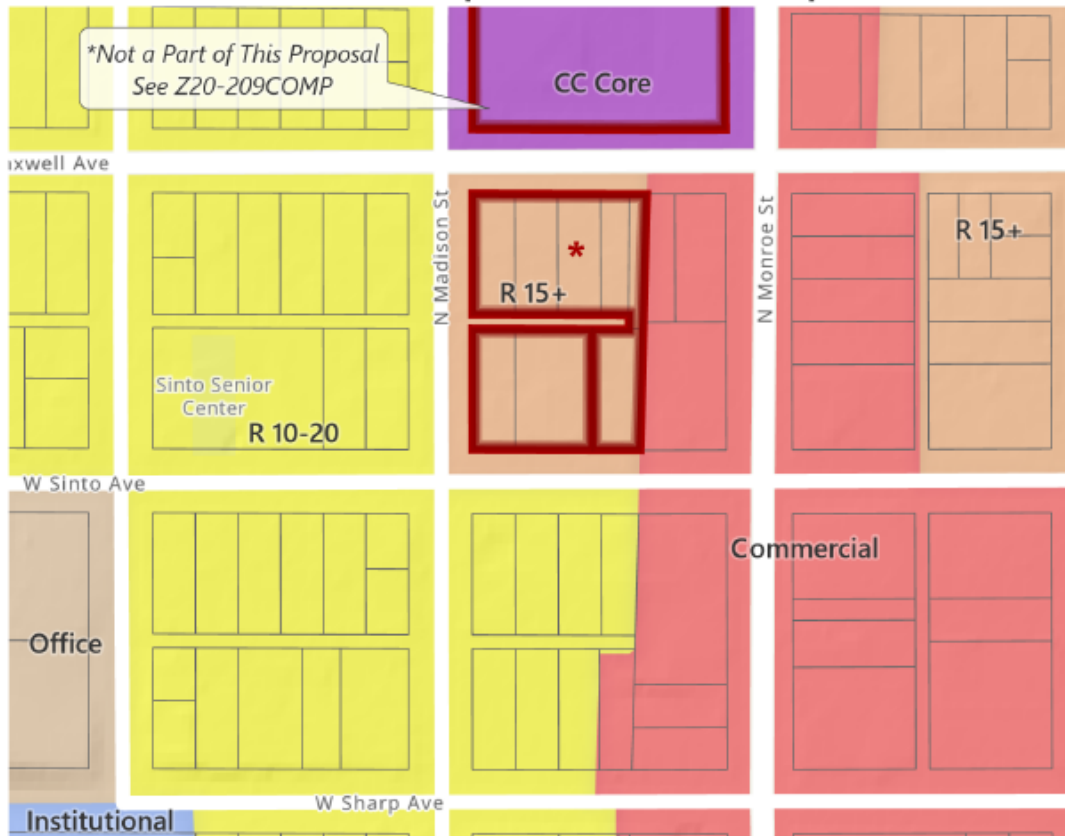 *Not a Part of This Proposal
See Z20-209COMP
CC Core
axwell Ave
N Madison St
N Monroe St
R 15+
*
R 15+
Sinto Senior
Center
R 10-20
W Sinto Ave
Commercial
Office
W Sharp Ave
Institutional